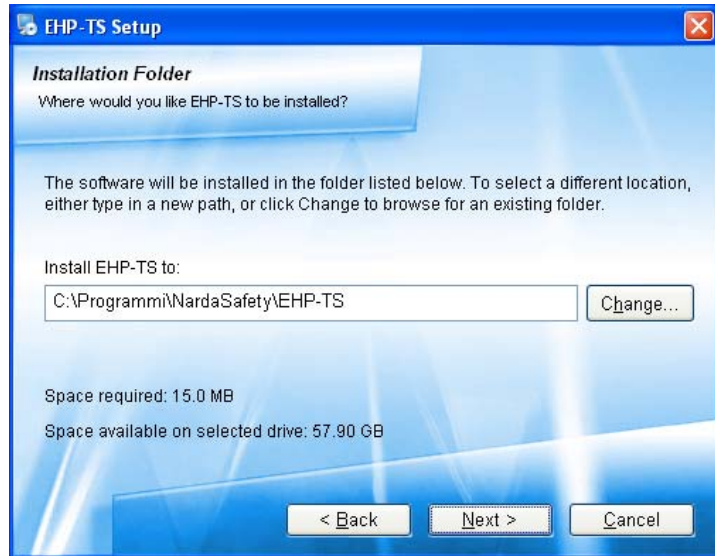 EHP-TS Setup
Installation Folder
Where would you like EHP-TS to be installed?
The software will be installed in the folder listed below. To select a different location,
either type in a new path, or click Change to browse for an existing folder.
Install EHP-TS to:
C:\Programmi\NardaSafety\EHP-TS
Change...
Space required: 15.0 MB
Space available on selected drive: 57.90 GB
< Back
Next >
Cancel